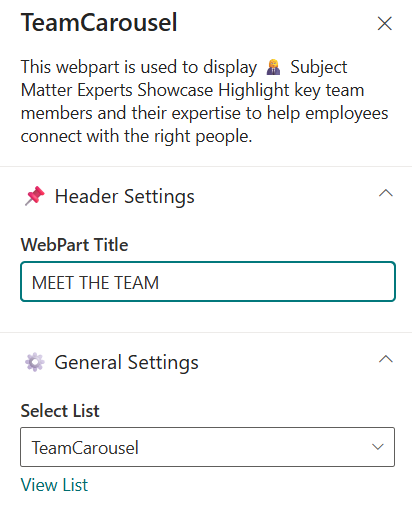 TeamCarousel
This webpart is used to display 🤵‍♀️ Subject
Matter Experts Showcase Highlight key team
members and their expertise to help employees
connect with the right people.
📌 Header Settings
WebPart Title
MEET THE TEAM
⚙️ General Settings
Select List
TeamCarousel
View List